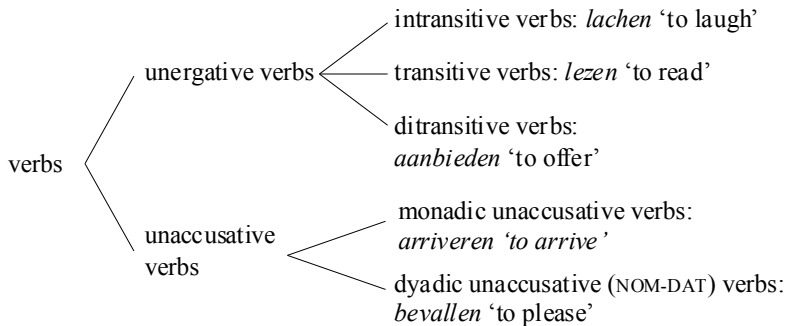 intransitive verbs: lachen ‘to laugh’
unergative verbs
transitive verbs: lezen ‘to read’
ditransitive verbs:
aanbieden ‘to offer’
verbs
unaccusative
verbs
monadic unaccusative verbs:
arriveren ‘to arrive’
dyadic unaccusative (NOM-DAT) verbs:
bevallen ‘to please’